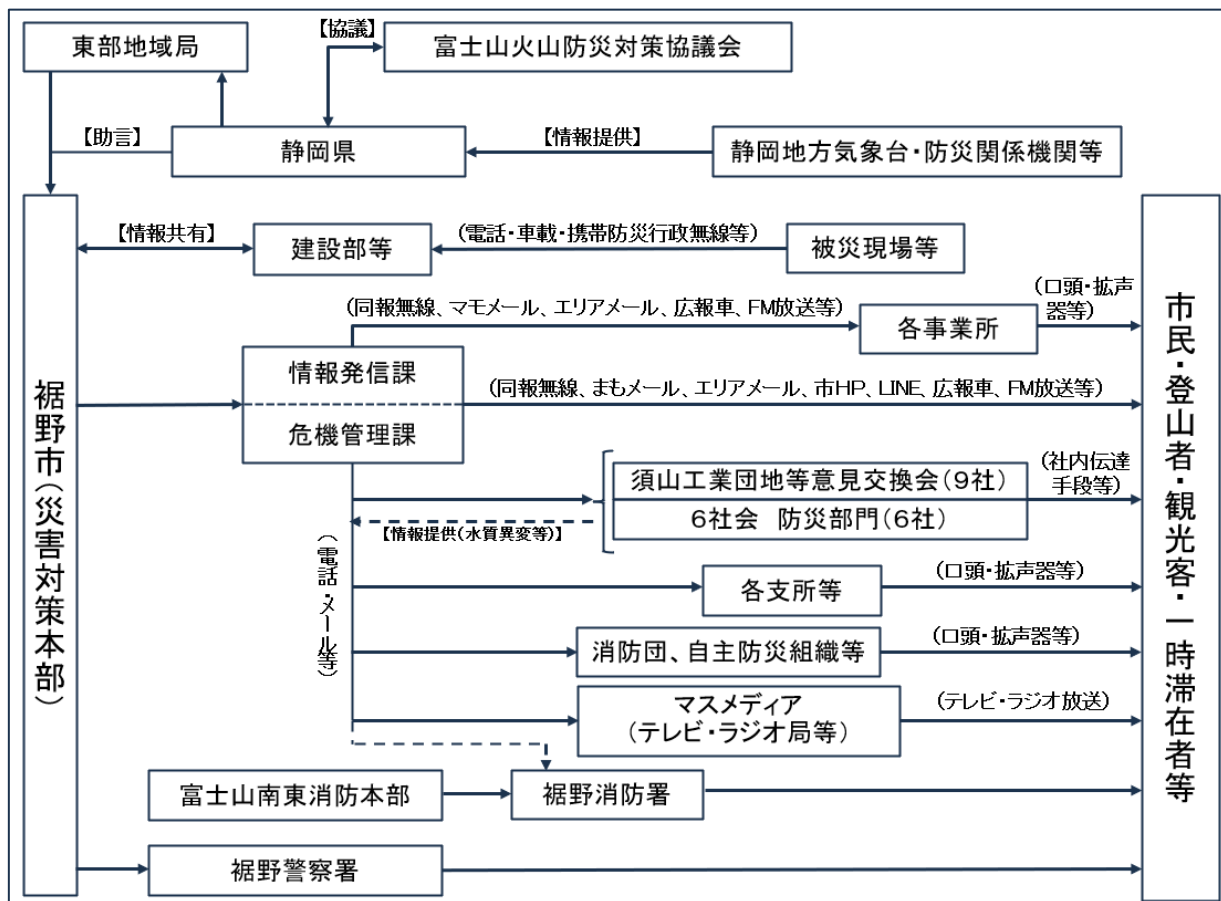 東部地域局
【協議】
富士山火山防災対策協議会
【助言】
静岡県
【情報提供】
静岡地方気象台・防災関係機関等
【情報共有】
建設部等
(電話・車載・携帯防災行政無線等)
被災現場等
(同報無線、マモメール、エリアメール、広報車、FM放送等)
各事業所
(口頭・拡声
器等)
情報発信課
(同報無線、まもメール、エリアメール、市HP、LINE、広報車、FM放送等)
危機管理課
裾野市(災害対策本部)
市民・登山者・観光客・一時滞在者等
須山工業団地等意見交換会(9社)
6社会 防災部門(6社)
(社内伝達
手段等)
【情報提供(水質異変等)】
(電話・メール等)
各支所等
(口頭・拡声器等)
消防団、自主防災組織等
(口頭・拡声器等)
マスメディア
(テレビ・ラジオ局等)
(テレビ・ラジオ放送)
富士山南東消防本部
裾野消防署
裾野警察署